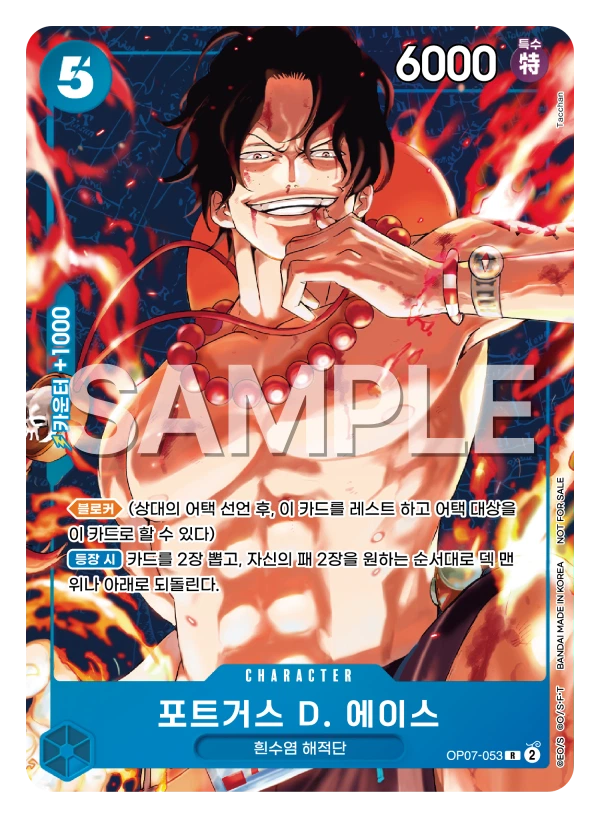 5
6000
특수
特
Tacchan
카운터 +1000
SAMPLE
블로커 (상대의 어택 선언 후, 이 카드를 레스트 하고 어택 대상을
이 카드로 할 수 있다)
등장 시 카드를 2장 뽑고, 자신의 패 2장을 원하는 순서대로 덱 맨
위나 아래로 되돌린다.
CHARACTER
포트거스 D. 에이스
흰수염 해적단
OP07-053 R 2
©EO/S ©O/S·F·T BANDAI MADE IN KOREA NOT FOR SALE